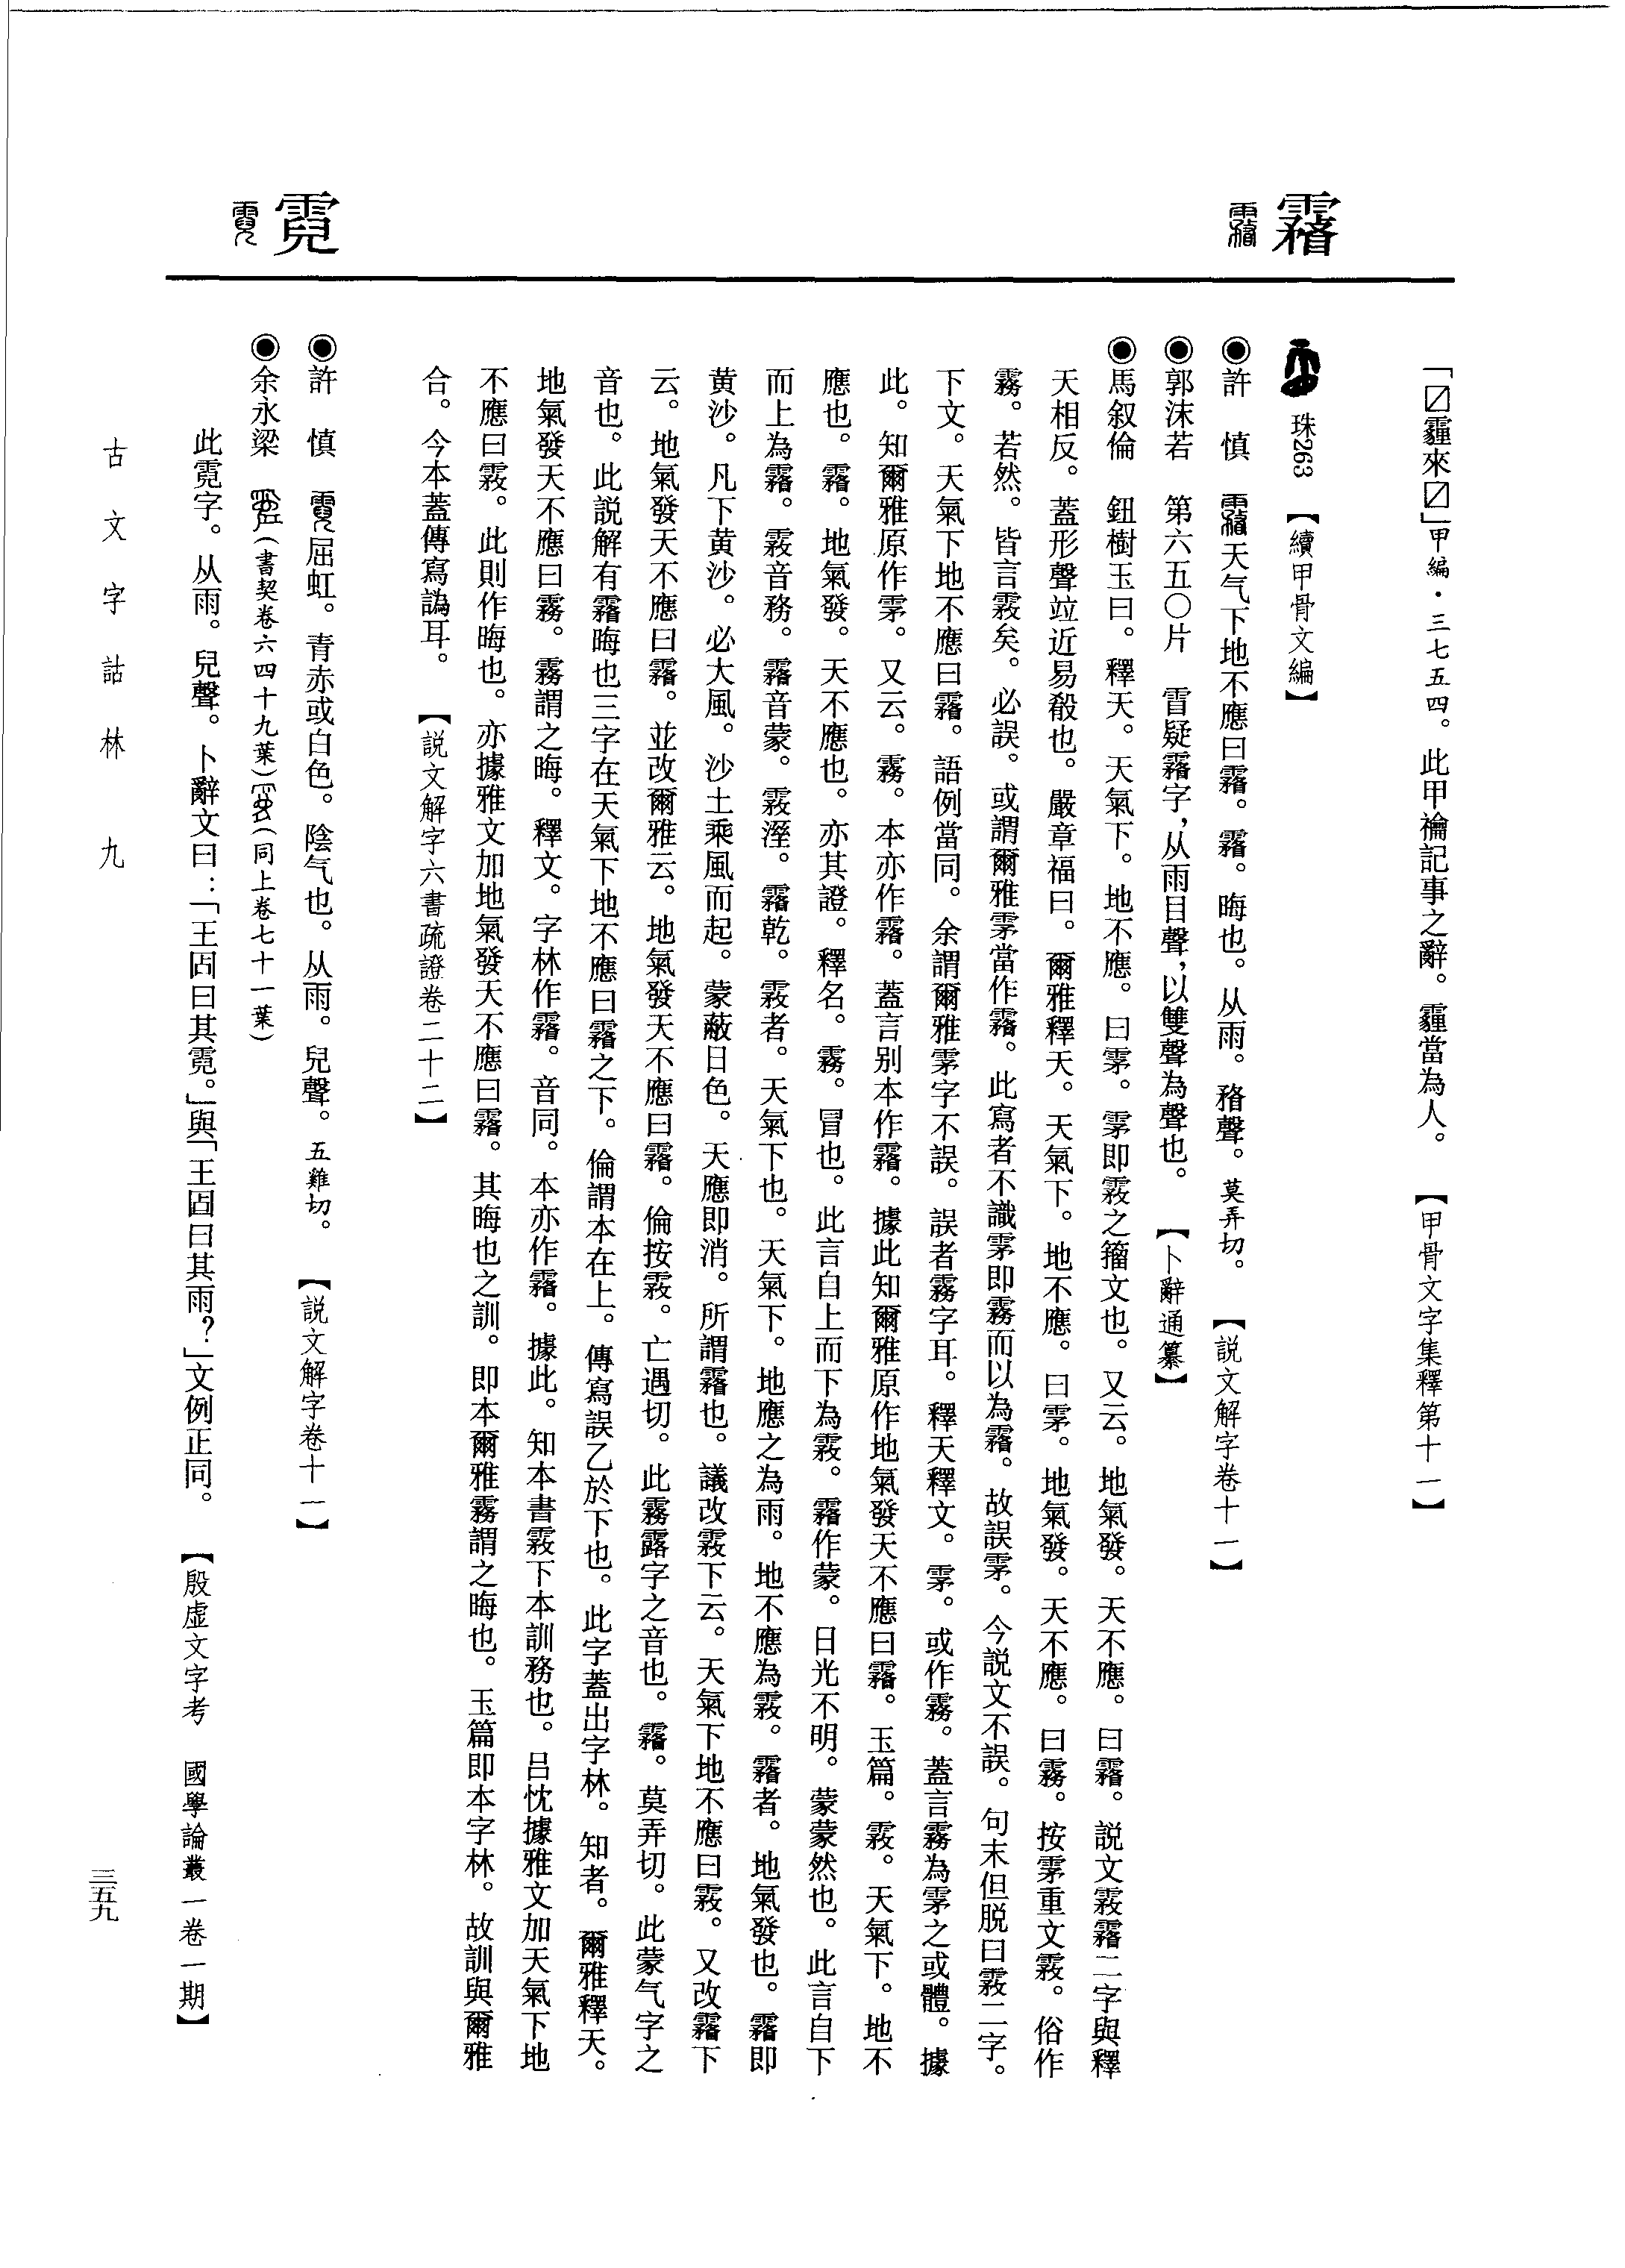 霿
霓
「〼霾來〼」甲編·三七五四。此甲橣記事之辭。霾當為人。【甲骨文字集釋第十一】
珠263【續甲骨文編】
◉許　慎　天气下地不應曰霿。霿。晦也。从雨。瞀聲。莫弄切。【説文解字卷十一】
◉郭沫若　第六五〇片　雺疑霿字，从雨目聲，以雙聲為聲也。【卜辭通纂】
◉馬叙倫　鈕樹玉曰。釋天。天氣下。地不應。曰雺。雺即霚之籀文也。又云。地氣發。天不應。曰霿。説文霚霿二字與釋
天相反。蓋形聲竝近易殽也。嚴章福曰。爾雅釋天。天氣下。地不應。曰雺。地氣發。天不應。曰霧。按雺重文霚。俗作
霧。若然。皆言霚矣。必誤。或謂爾雅雺當作霿。此寫者不識雺即霧而以為霿。故誤雺。今説文不誤。句末但脱曰霚二字。
下文。天氣下地不應曰霿。語例當同。余謂爾雅雺字不誤。誤者霧字耳。釋天釋文。雺。或作霧。蓋言霧為雺之或體。據
此。知爾雅原作雺。又云。霧。本亦作霿。蓋言别本作霿。據此知爾雅原作地氣發天不應曰霿。玉篇。霚。天氣下。地不
應也。霿。地氣發。天不應也。亦其證。釋名。霧。冒也。此言自上而下為霚。霿作蒙。日光不明。蒙蒙然也。此言自下
而上為霿。霚音務。霿音蒙。霚溼。霿乾。霚者。天氣下也。天氣下。地應之為雨。地不應為霚。霿者。地氣發也。霿即
黄沙。凡下黄沙。必大風。沙土乘風而起。蒙蔽日色。天應即消。所謂霿也。議改霚下云。天氣下地不應曰霚。又改霿下
云。地氣發天不應曰霿。並改爾雅云。地氣發天不應曰霿。倫按霚。亡遇切。此霧露字之音也。霿。莫弄切。此蒙气字之
音也。此説解有霿晦也三字在天氣下地不應曰霿之下。倫謂本在上。傳寫誤乙於下也。此字蓋出字林。知者。爾雅釋天。
地氣發天不應曰霧。霧謂之晦。釋文。字林作霿。音同。本亦作霿。據此。知本書霚下本訓務也。吕忱據雅文加天氣下地
不應曰霚。此則作晦也。亦據雅文加地氣發天不應曰霿。其晦也之訓。即本爾雅霧謂之晦也。玉篇即本字林。故訓與爾雅
合。今本蓋傳寫譌耳。【説文解字六書疏證卷二十二】
◉許　慎　屈虹。青赤或白色。陰气也。从雨。兒聲。五雞切。【説文解字卷十一】
◉余永梁　（書契卷六四十九葉）（同上卷七十一葉）
此霓字。从雨。兒聲。卜辭文曰：「王固曰其霓。」與「王固曰其雨？」文例正同。【殷虛文字考　國學論叢一卷一期】
古文字詁林　九
三五九